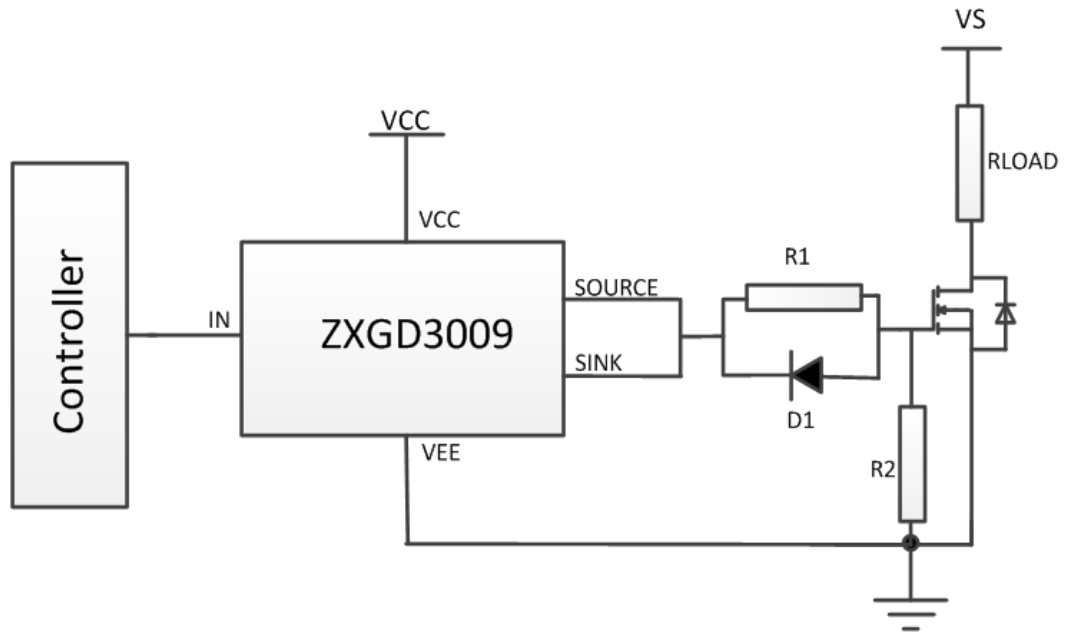 VS
VCC
RLOAD
VCC
R1
SOURCE
IN
ZXGD3009
Controller
SINK
D1
VEE
R2